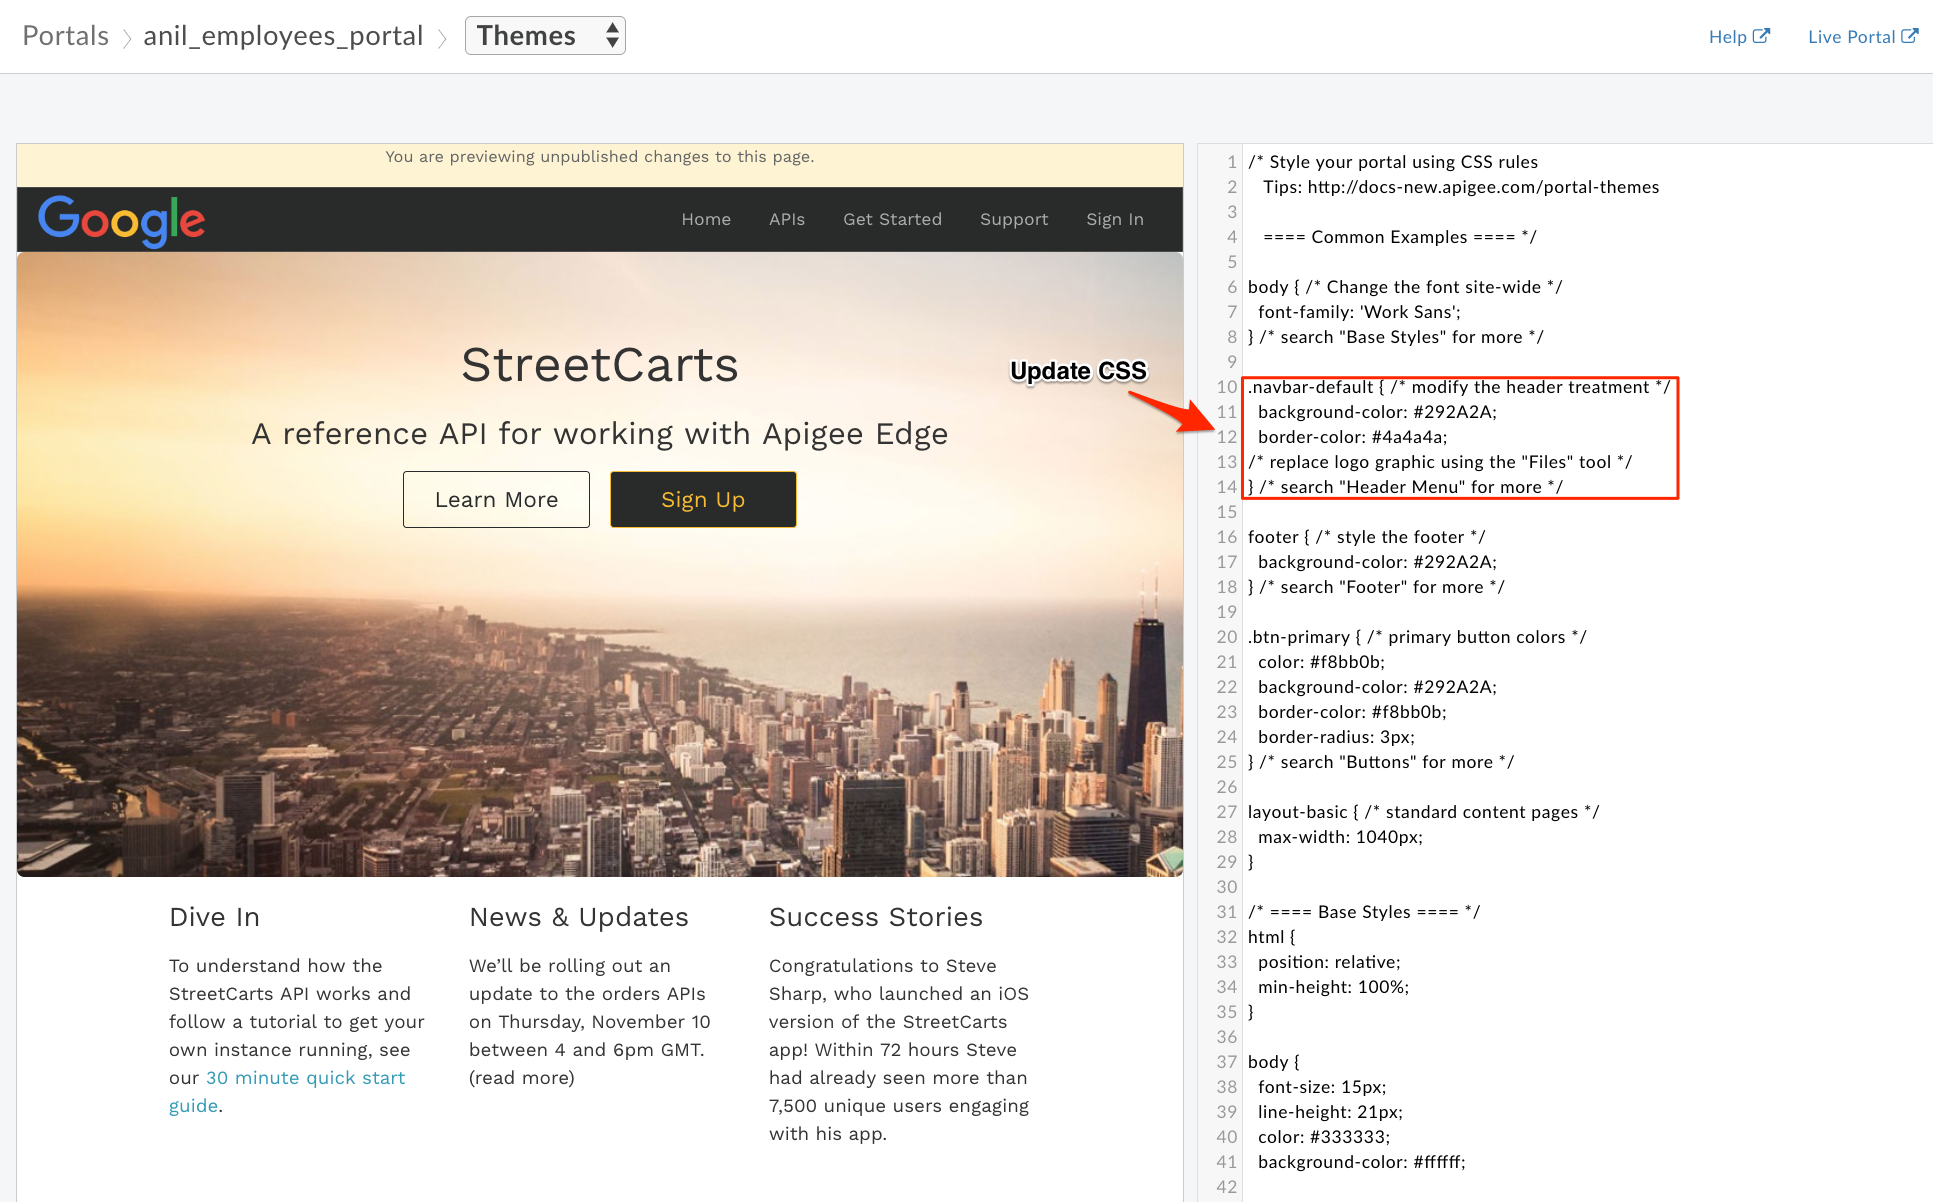 Portals
anil_employees_portal
Themes
Help
Live Portal
You are previewing unpublished changes to this page.
Google
Home
APIs
Get Started
Support
Sign In
StreetCarts
A reference API for working with Apigee Edge
Learn More
Sign Up
Update CSS
Dive In
To understand how the
StreetCarts API works and
follow a tutorial to get your
own instance running, see
our 30 minute quick start
guide.
News & Updates
We’ll be rolling out an
update to the orders APIs
on Thursday, November 10
between 4 and 6pm GMT.
(read more)
Success Stories
Congratulations to Steve
Sharp, who launched an iOS
version of the StreetCarts
app! Within 72 hours Steve
had already seen more than
7,500 unique users engaging
with his app.
1 /* Style your portal using CSS rules
2 Tips: http://docs-new.apigee.com/portal-themes
3
4 ==== Common Examples ==== */
5
6 body { /* Change the font site-wide */
7 font-family: 'Work Sans';
8 } /* search "Base Styles" for more */
9
10 .navbar-default { /* modify the header treatment */
11 background-color: #292A2A;
12 border-color: #4a4a4a;
13 /* replace logo graphic using the "Files" tool */
14 } /* search "Header Menu" for more */
15
16 footer { /* style the footer */
17 background-color: #292A2A;
18 } /* search "Footer" for more */
19
20 .btn-primary { /* primary button colors */
21 color: #f8bb0b;
22 background-color: #292A2A;
23 border-color: #f8bb0b;
24 border-radius: 3px;
25 } /* search "Buttons" for more */
26
27 layout-basic { /* standard content pages */
28 max-width: 1040px;
29 }
30
31 /* ==== Base Styles ==== */
32 html {
33 position: relative;
34 min-height: 100%;
35 }
36
37 body {
38 font-size: 15px;
39 line-height: 21px;
40 color: #333333;
41 background-color: #ffffff;
42